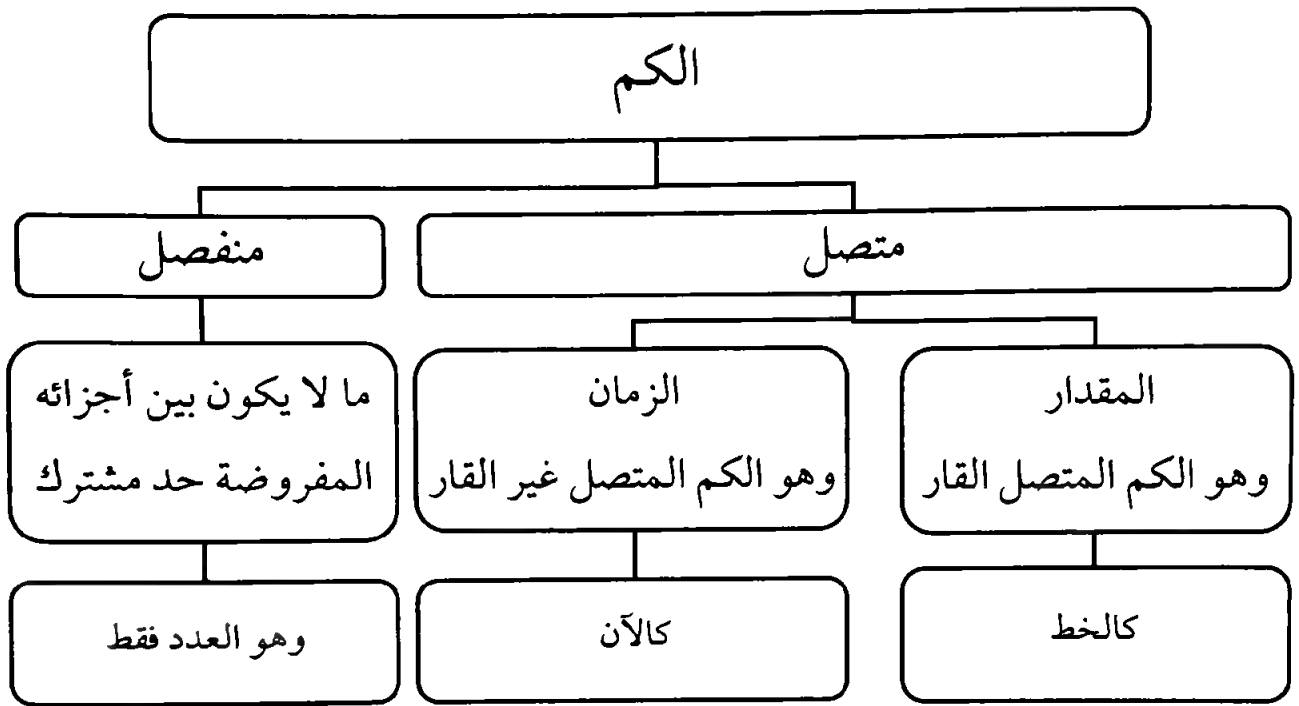 الكم
متصل
منفصل
المقدار
وهو الكم المتصل القار
الزمان
وهو الكم المتصل غير القار
ما لا يكون بين أجزائه
المفروضة حد مشترك
كالخط
كالآن
وهو العدد فقط